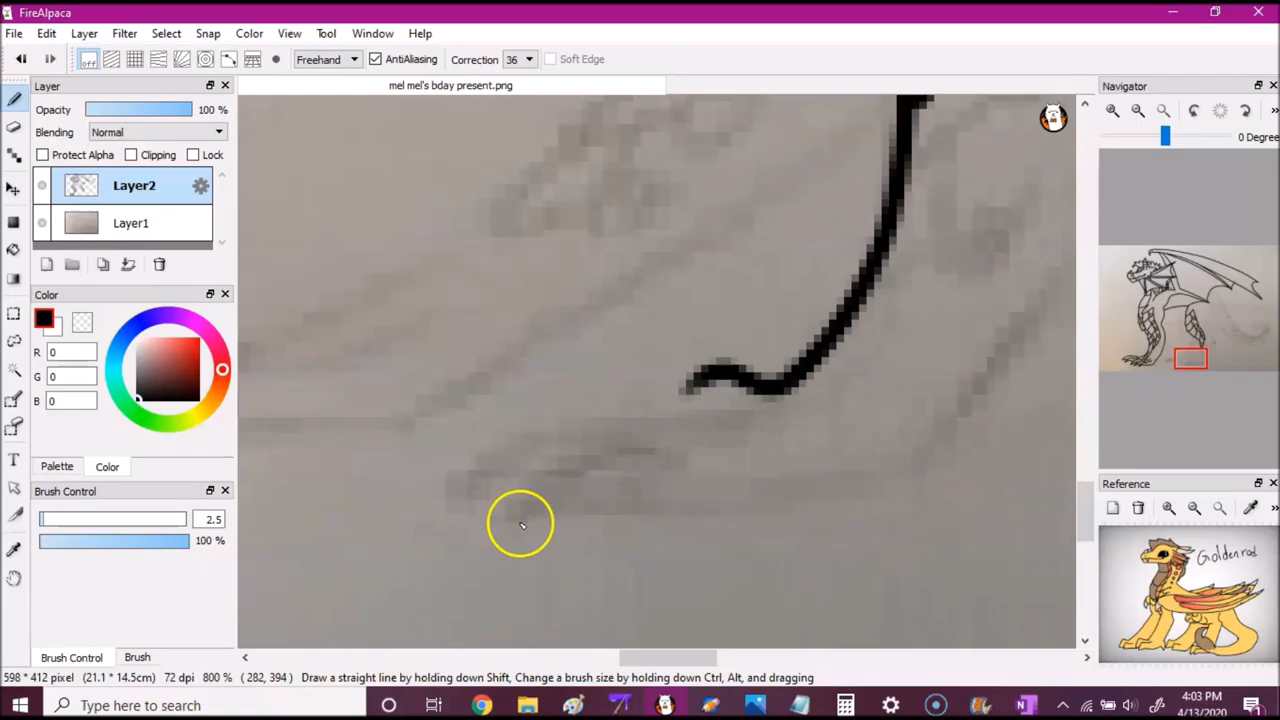 FireAlpaca
File Edit Layer Filter Select Snap Color View Tool Window Help
Off Freehand AntiAliasing Correction 36 Soft Edge
Layer mel mel's bday present.png Navigator
Opacity 100 %
Blending Normal
0 Degree
Protect Alpha Clipping Lock
Layer2
Layer1
Color
R 0
G 0
B 0
Palette Color
Reference
Brush Control
2.5
100 %
Goldenrod
Brush Control Brush
598 * 412 pixel (21.1 * 14.5cm) 72 dpi 800 % ( 282, 394 ) Draw a straight line by holding down Shift, Change a brush size by holding down Ctrl, Alt, and dragging
Type here to search
4:03 PM
4/13/2020